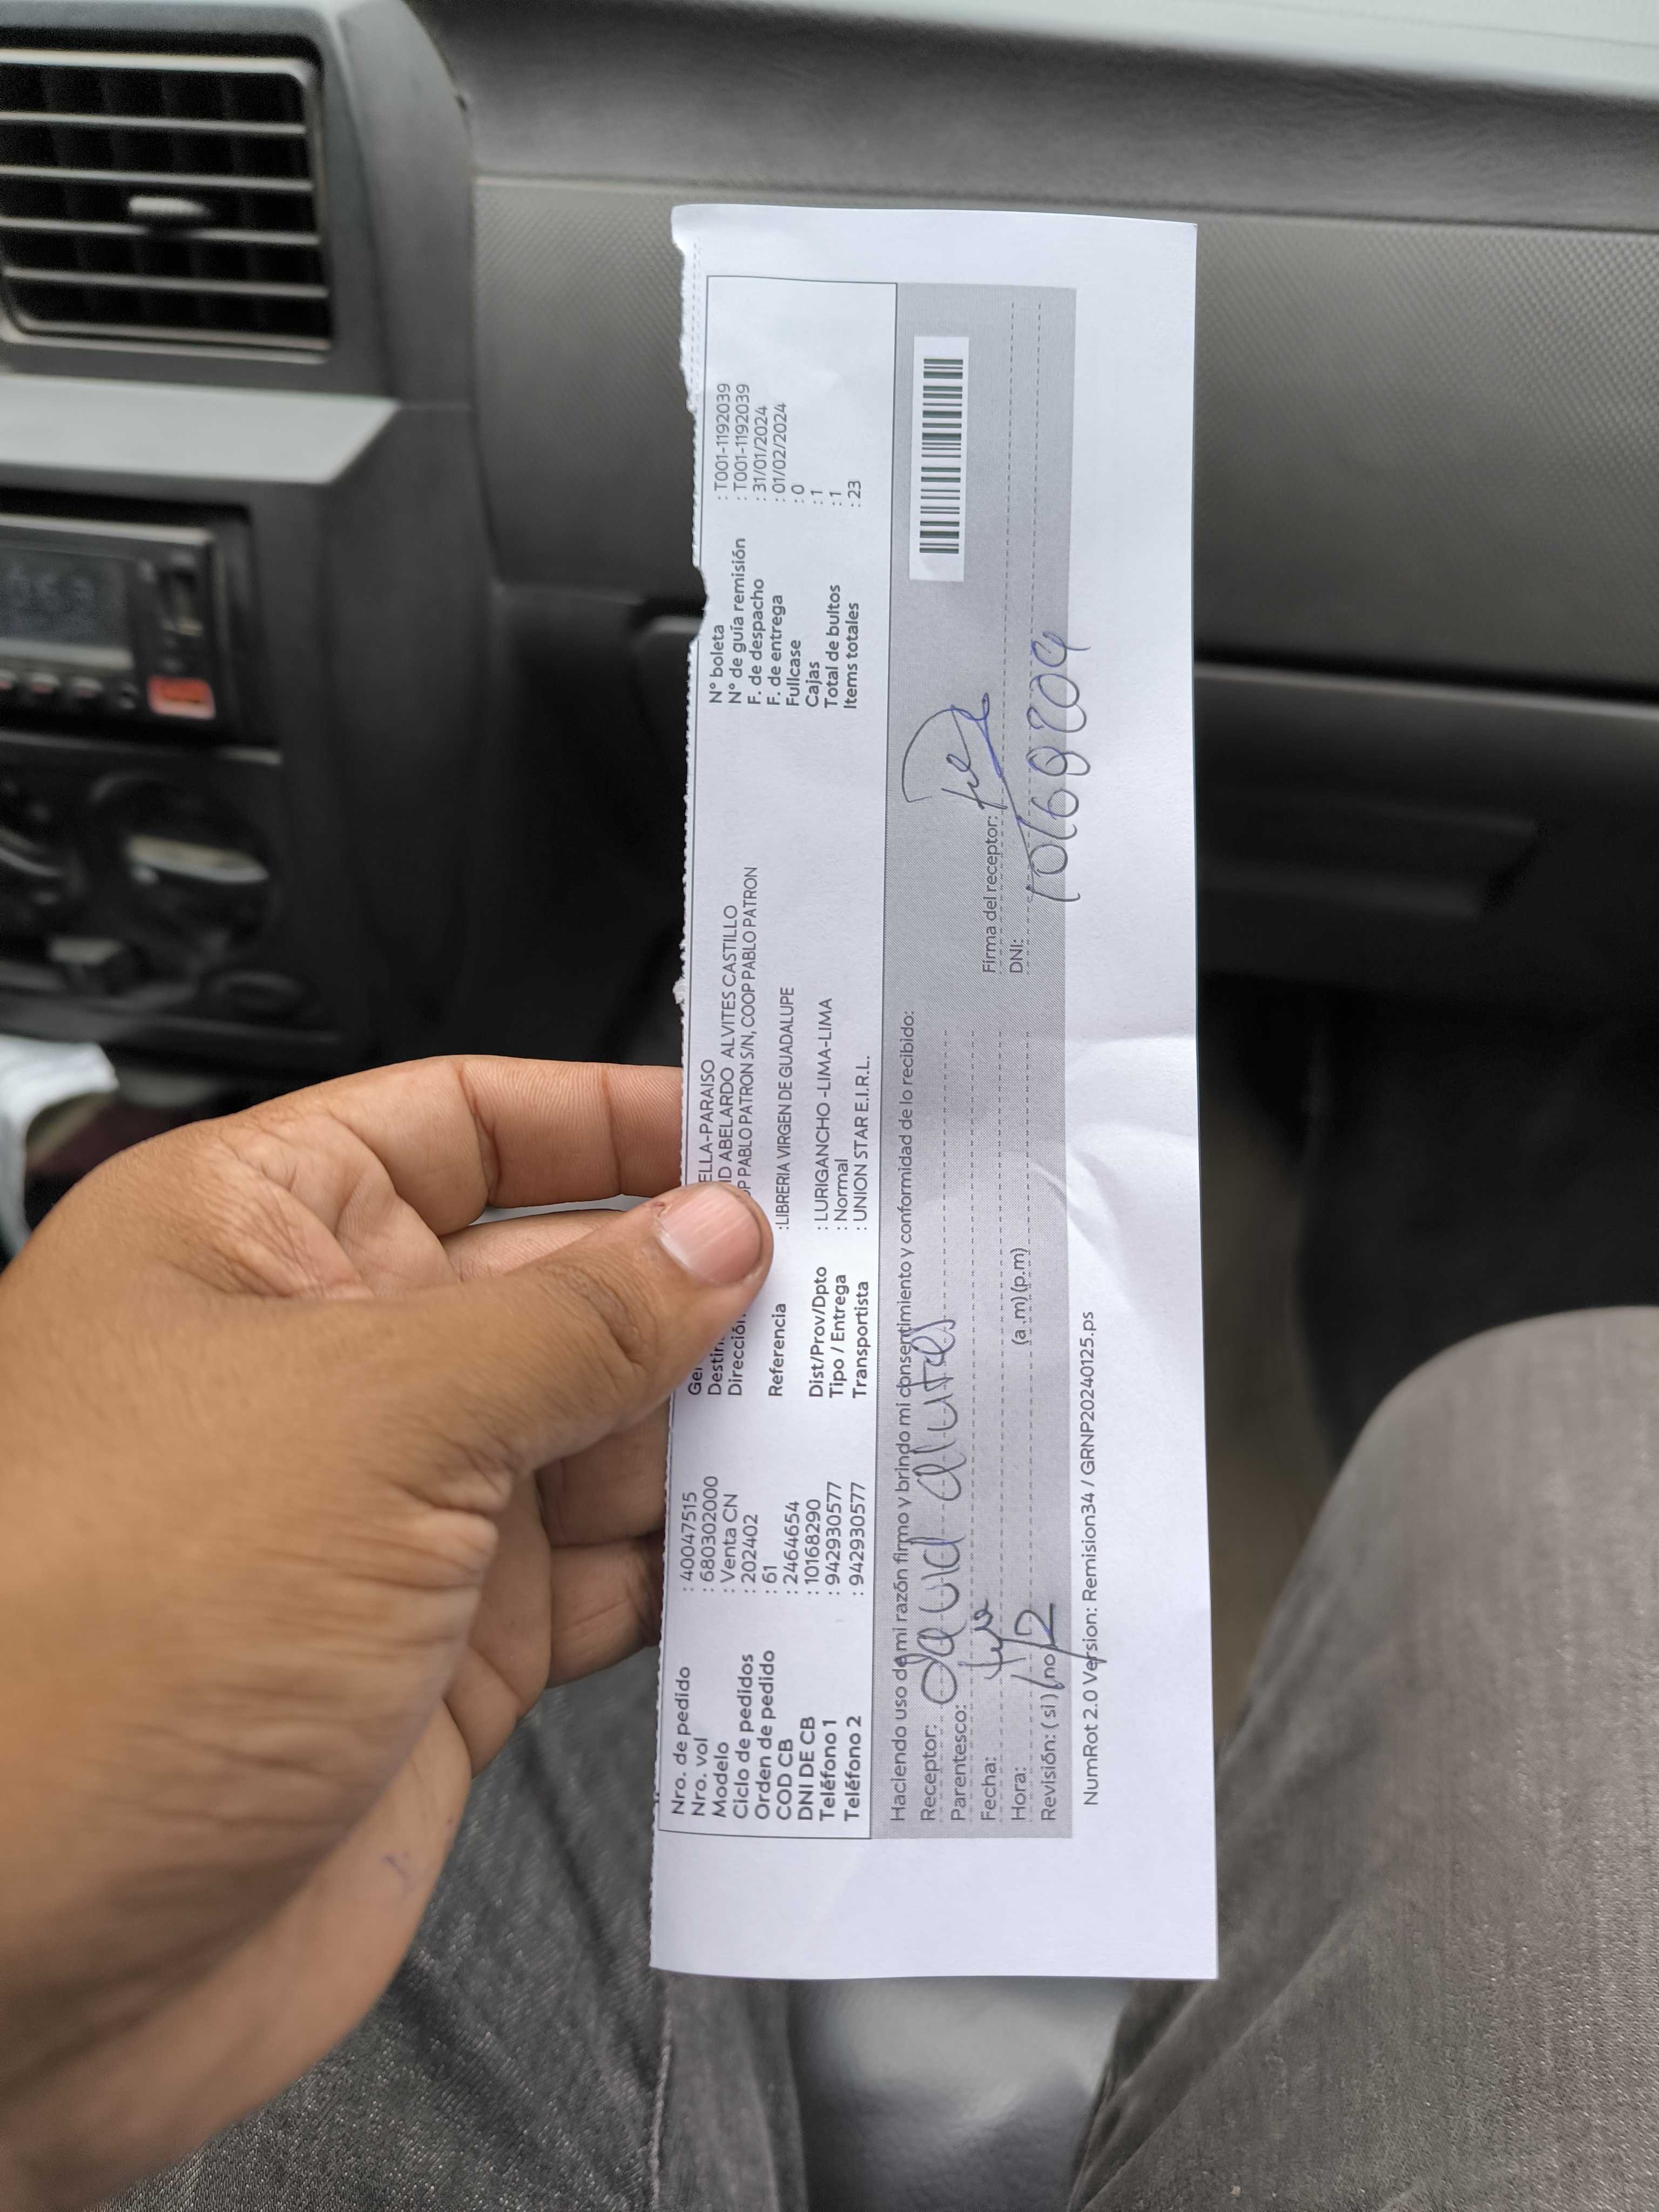 Nro. de pedido : 40047515
Nro. vol : 680302000
Modelo : Venta CN
Ciclo de pedidos : 202402
Orden de pedido : 61
COD CB : 2464654
DNI DE CB : 10168290
Teléfono 1 : 942930577
Teléfono 2 : 942930577
ELLA-PARAISO
Destin ID ABELARDO ALVITES CASTILLO
Dirección PABLO PATRON S/N, COOP PABLO PATRON
Referencia :LIBRERIA VIRGEN DE GUADALUPE
Dist/Prov/Dpto : LURIGANCHO -LIMA-LIMA
Tipo / Entrega : Normal
Transportista : UNION STAR E.I.R.L.
N° boleta : T001-1192039
N° de guía remisión : T001-1192039
F. de despacho : 31/01/2024
F. de entrega : 01/02/2024
Fullcase : 0
Cajas : 1
Total de bultos : 1
Items totales : 23
Haciendo uso de mi razón firmo y brindo mi consentimiento y conformidad de lo recibido:
Receptor: david alvites
Parentesco:
Fecha: 1/2
Hora: (a .m) (p.m)
Revisión: ( si ) ( no )
Firma del receptor:
DNI:
NumRot 2.0 Version: Remision34 / GRNP20240125.ps